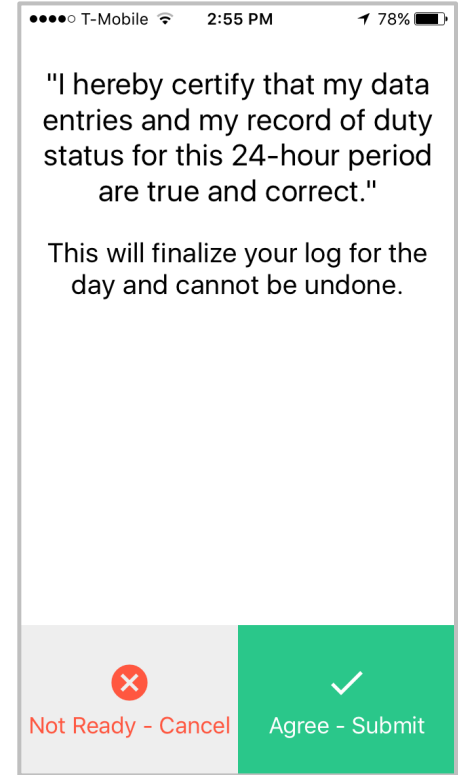 T-Mobile 2:55 PM 78%
"I hereby certify that my data
entries and my record of duty
status for this 24-hour period
are true and correct."
This will finalize your log for the
day and cannot be undone.
Not Ready - Cancel Agree - Submit